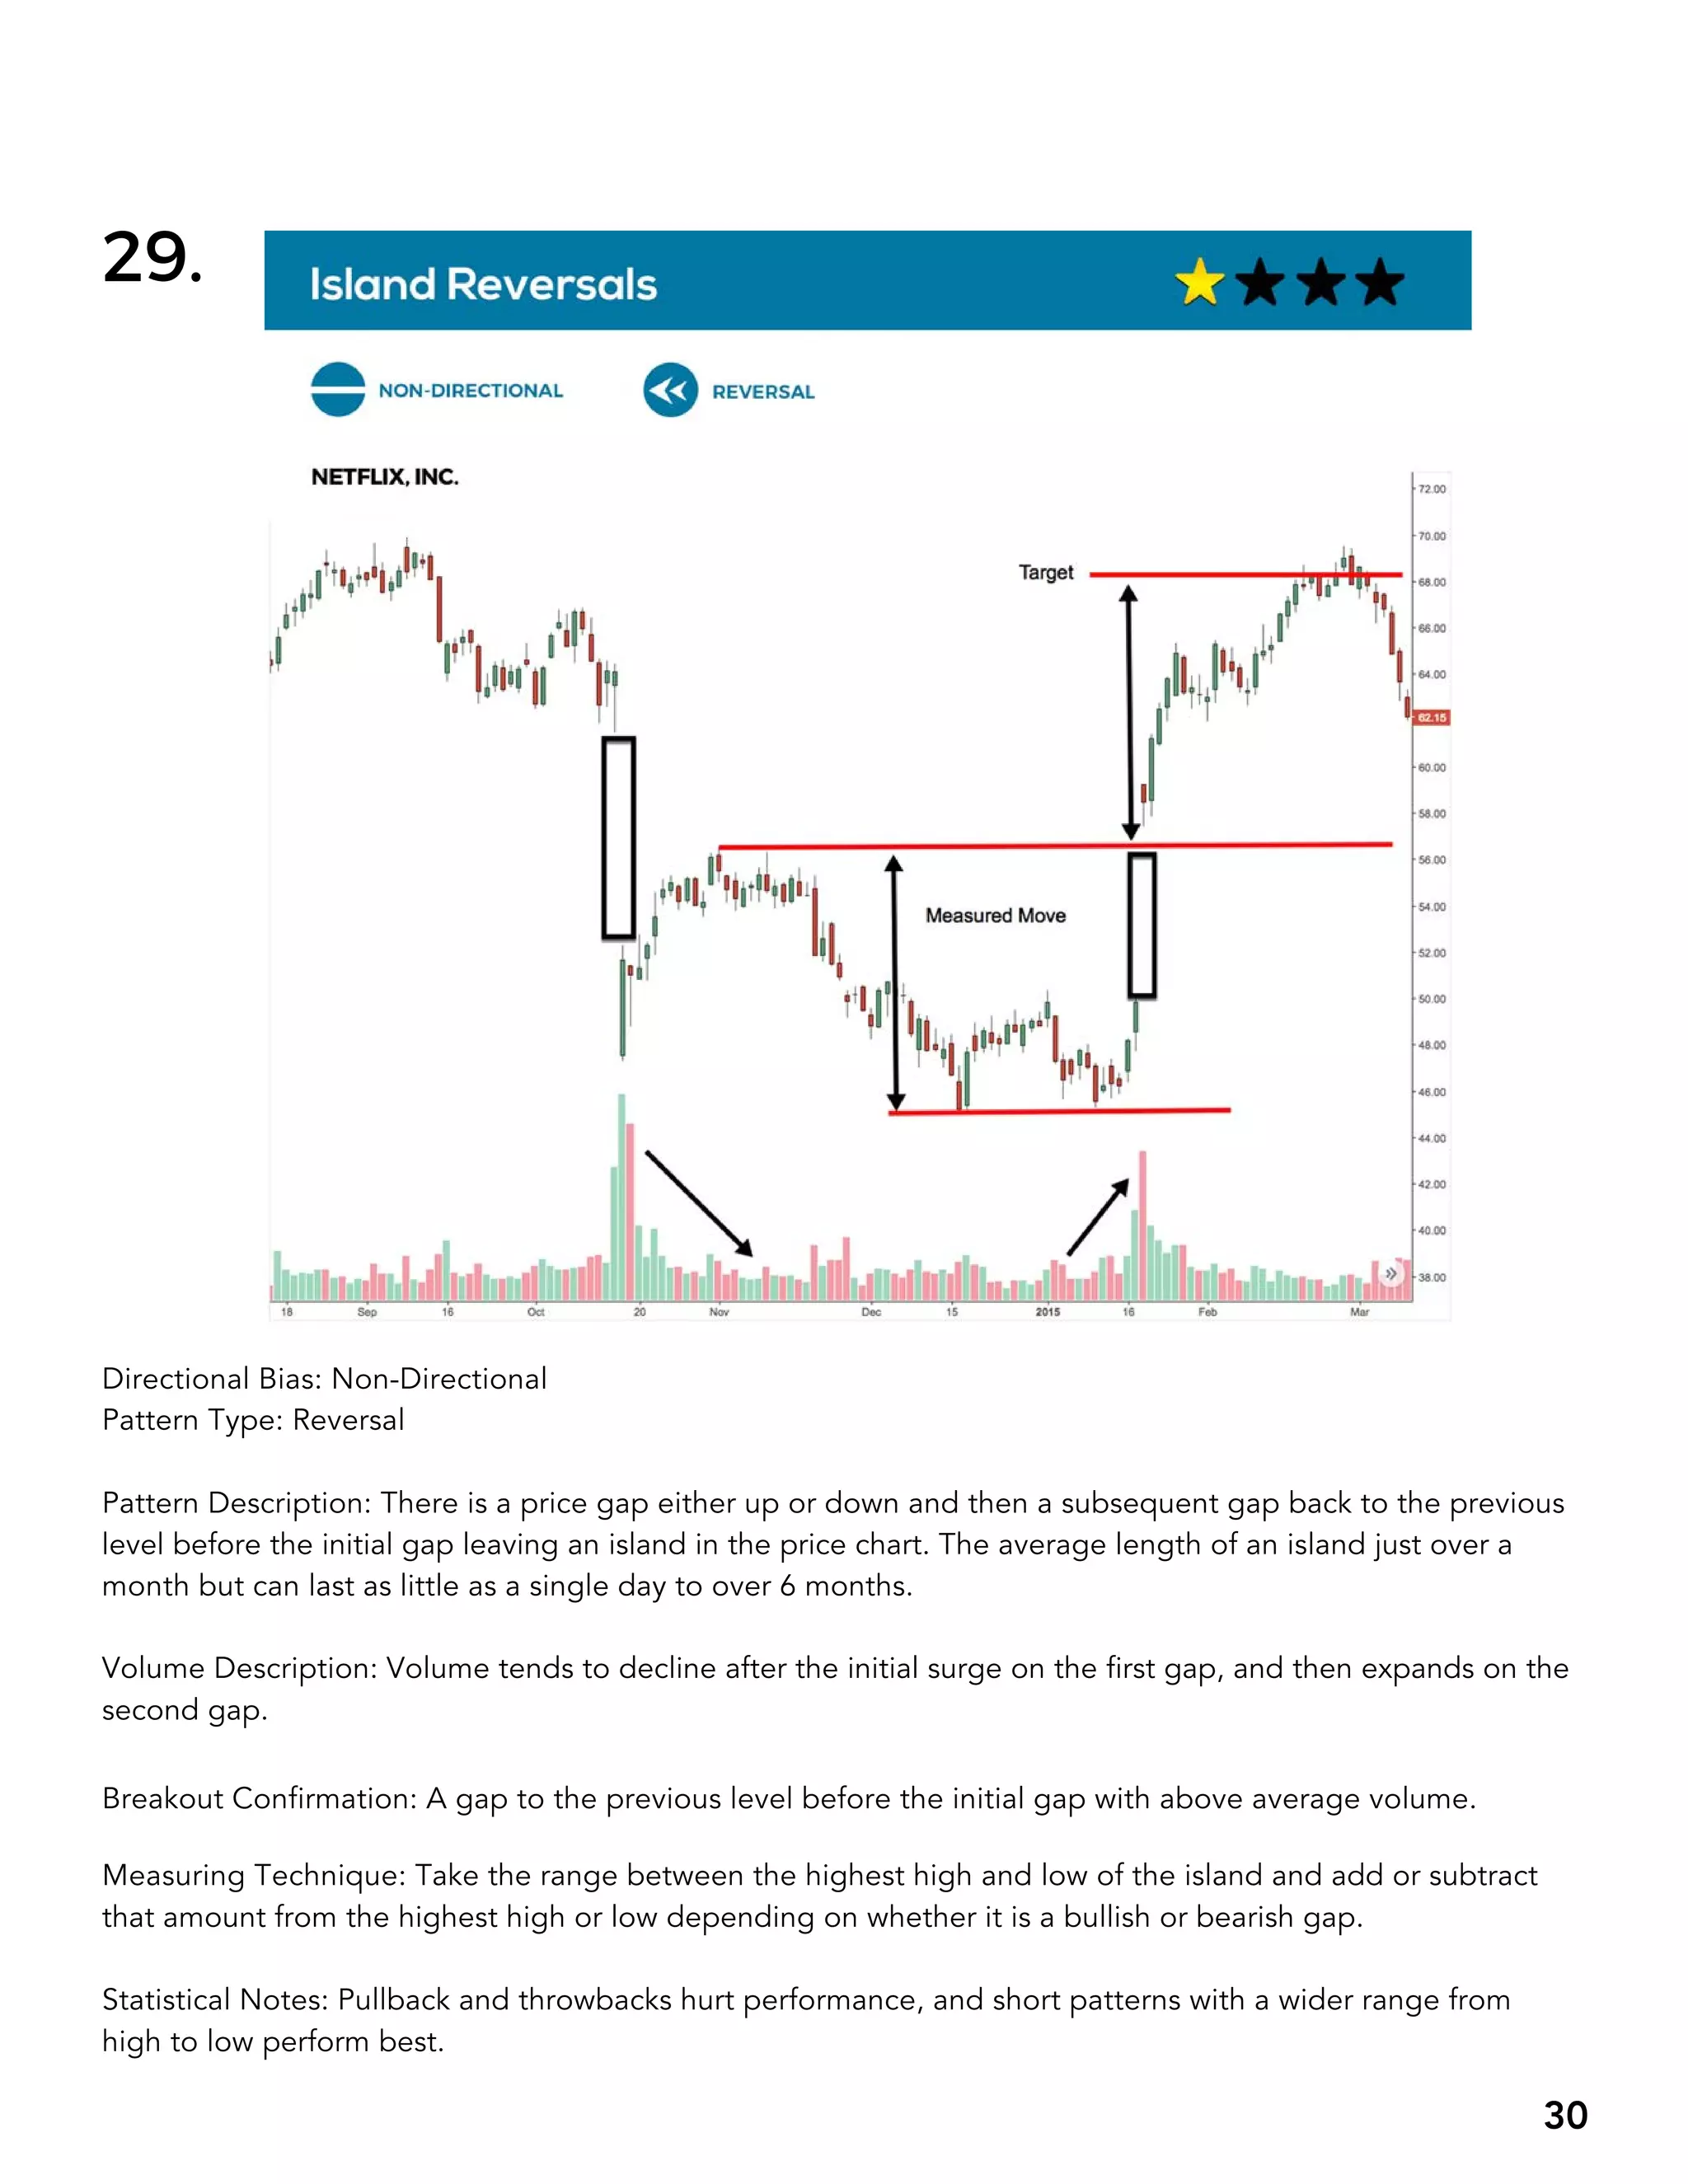 29.
Island Reversals
NON-DIRECTIONAL
REVERSAL
NETFLIX, INC.
72.00
70.00
Target
68.00
66.00
64.00
62.15
60.00
58.00
56.00
54.00
Measured Move
52.00
50.00
48.00
46.00
44.00
42.00
40.00
38.00
18 Sep 16 Oct 20 Nov Dec 15 2015 16 Feb Mar
Directional Bias: Non-Directional
Pattern Type: Reversal
Pattern Description: There is a price gap either up or down and then a subsequent gap back to the previous
level before the initial gap leaving an island in the price chart. The average length of an island just over a
month but can last as little as a single day to over 6 months.
Volume Description: Volume tends to decline after the initial surge on the first gap, and then expands on the
second gap.
Breakout Confirmation: A gap to the previous level before the initial gap with above average volume.
Measuring Technique: Take the range between the highest high and low of the island and add or subtract
that amount from the highest high or low depending on whether it is a bullish or bearish gap.
Statistical Notes: Pullback and throwbacks hurt performance, and short patterns with a wider range from
high to low perform best.
30